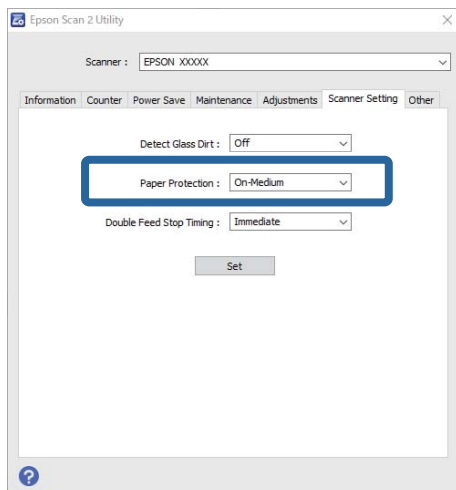 Epson Scan 2 Utility
Scanner : EPSON XXXXX
Information Counter Power Save Maintenance Adjustments Scanner Setting Other
Detect Glass Dirt : Off
Paper Protection : On-Medium
Double Feed Stop Timing : Immediate
Set
?